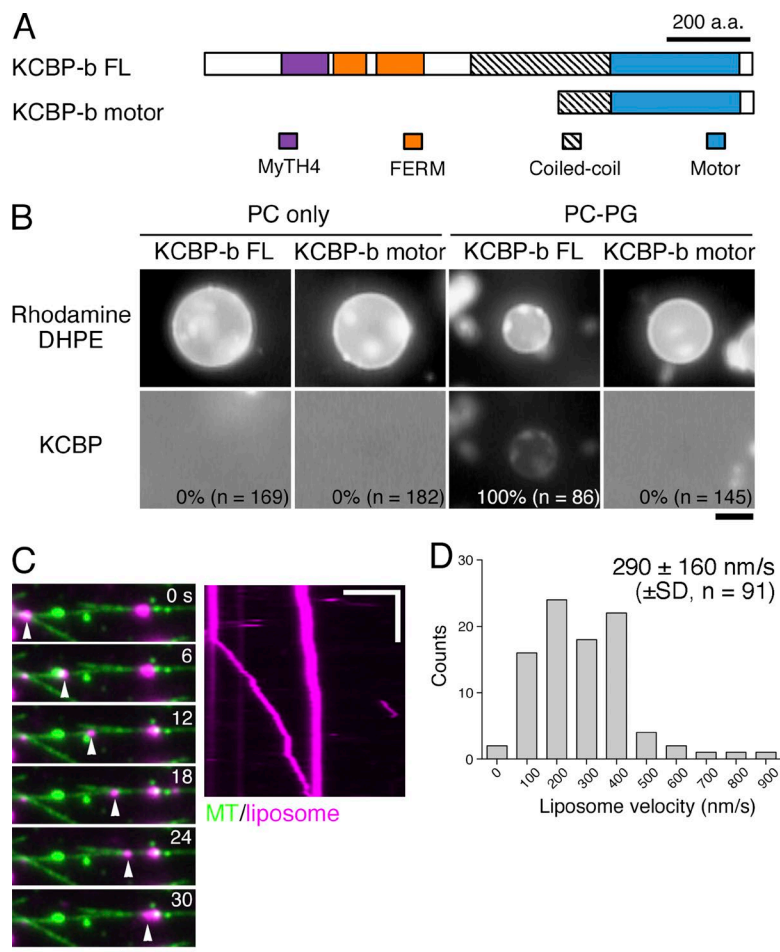 A
200 a.a.
KCBP-b FL
KCBP-b motor
MyTH4
FERM
Coiled-coil
Motor
B
PC only
PC-PG
KCBP-b FL
KCBP-b motor
KCBP-b FL
KCBP-b motor
Rhodamine
DHPE
KCBP
0% (n = 169)
0% (n = 182)
100% (n = 86)
0% (n = 145)
C
0 s
6
12
18
24
30
MT/liposome
D
290 ± 160 nm/s
(±SD, n = 91)
Counts
30
20
10
0
0
100
200
300
400
500
600
700
800
900
Liposome velocity (nm/s)